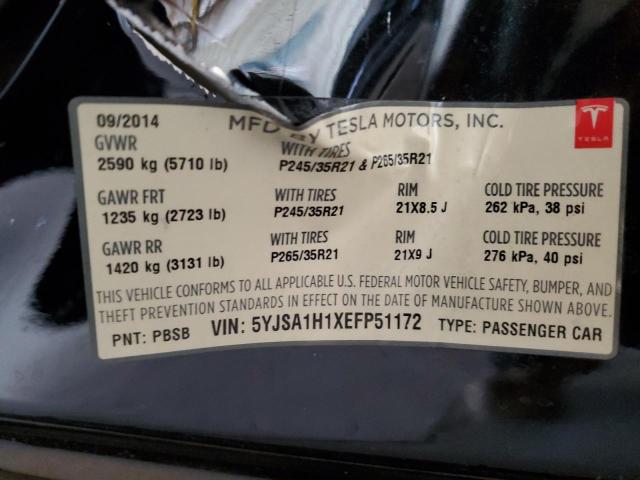 09/2014 MFD BY TESLA MOTORS, INC.
TESLA
GVWR WITH TIRES
2590 kg (5710 lb) P245/35R21 & P265/35R21
GAWR FRT WITH TIRES RIM COLD TIRE PRESSURE
1235 kg (2723 lb) P245/35R21 21X8.5 J 262 kPa, 38 psi
GAWR RR WITH TIRES RIM COLD TIRE PRESSURE
1420 kg (3131 lb) P265/35R21 21X9 J 276 kPa, 40 psi
THIS VEHICLE CONFORMS TO ALL APPLICABLE U.S. FEDERAL MOTOR VEHICLE SAFETY, BUMPER, AND
THEFT PREVENTION STANDARDS IN EFFECT ON THE DATE OF MANUFACTURE SHOWN ABOVE.
PNT: PBSB VIN: 5YJSA1H1XEFP51172 TYPE: PASSENGER CAR